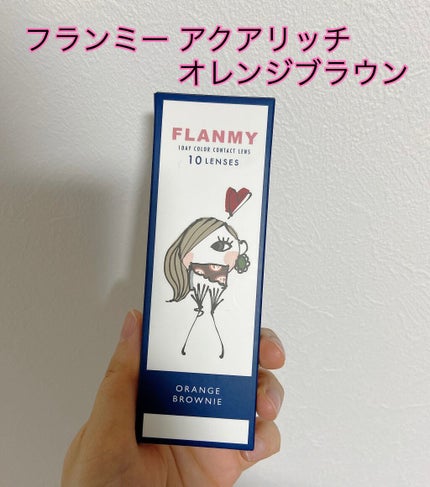 フランミー アクアリッチ
オレンジブラウン
FLANMY
1DAY COLOR CONTACT LENS
10 LENSES
ORANGE
BROWNIE